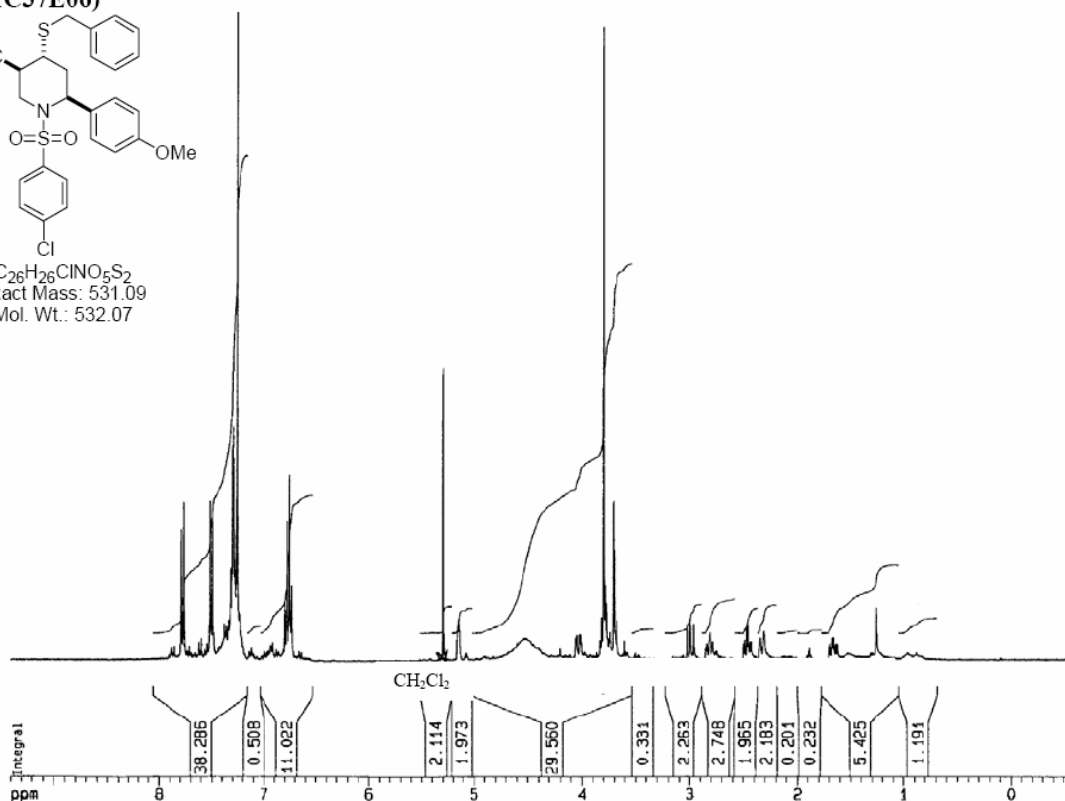 C37E06)
S
N
O=S=O
OMe
Cl
C26H26ClNO5S2
tact Mass: 531.09
Mol. Wt.: 532.07
CH2Cl2
Integral
38.286
0.508
11.022
2.114
1.973
29.560
0.331
2.263
2.748
1.965
2.183
0.201
0.232
5.425
1.191
ppm 8 7 6 5 4 3 2 1 0